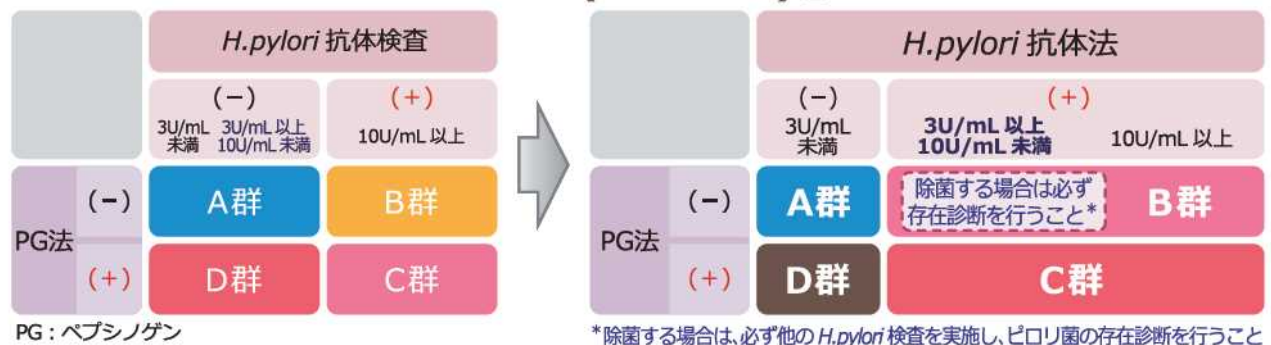 H.pylori 抗体検査
(−)
3U/mL 未満
3U/mL 以上
10U/mL 未満
(+)
10U/mL 以上
PG法
(−)
A群
B群
(+)
D群
C群
PG:ペプシノゲン
H.pylori 抗体法
(−)
3U/mL
未満
(+)
3U/mL 以上
10U/mL 未満
10U/mL 以上
PG法
(−)
A群
除菌する場合は必ず
存在診断を行うこと*
B群
(+)
D群
C群
*除菌する場合は、必ず他の H.pylori 検査を実施し、ピロリ菌の存在診断を行うこと